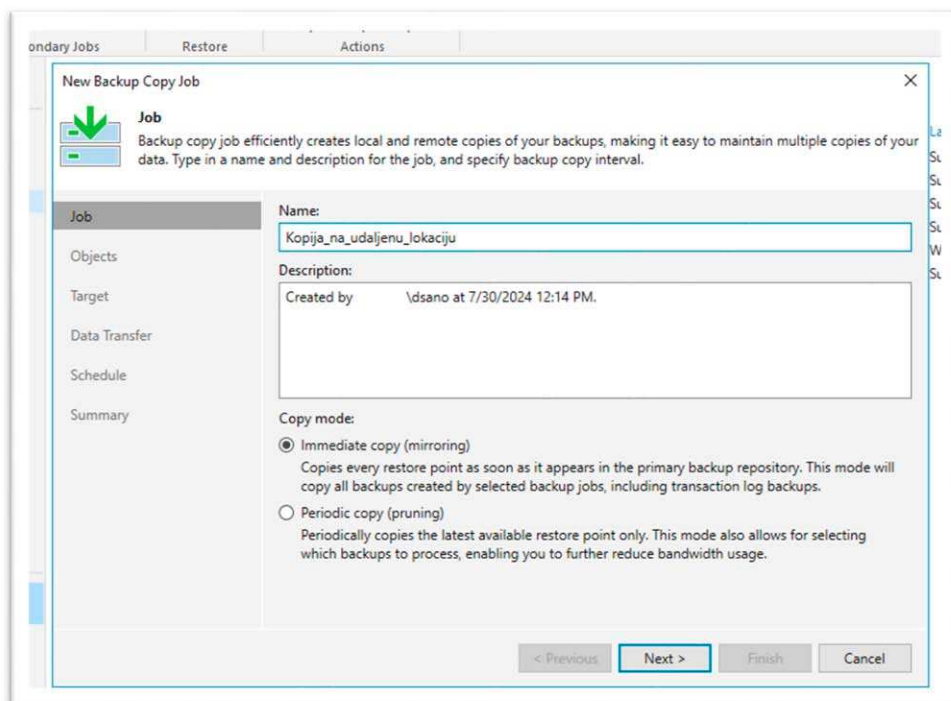 ondary Jobs
Restore
Actions
New Backup Copy Job
Job
Backup copy job efficiently creates local and remote copies of your backups, making it easy to maintain multiple copies of your
data. Type in a name and description for the job, and specify backup copy interval.
Job
Objects
Target
Data Transfer
Schedule
Summary
Name:
Kopija_na_udaljenu_lokaciju
Description:
Created by \dsano at 7/30/2024 12:14 PM.
Copy mode:
Immediate copy (mirroring)
Copies every restore point as soon as it appears in the primary backup repository. This mode will
copy all backups created by selected backup jobs, including transaction log backups.
Periodic copy (pruning)
Periodically copies the latest available restore point only. This mode also allows for selecting
which backups to process, enabling you to further reduce bandwidth usage.
< Previous
Next >
Finish
Cancel